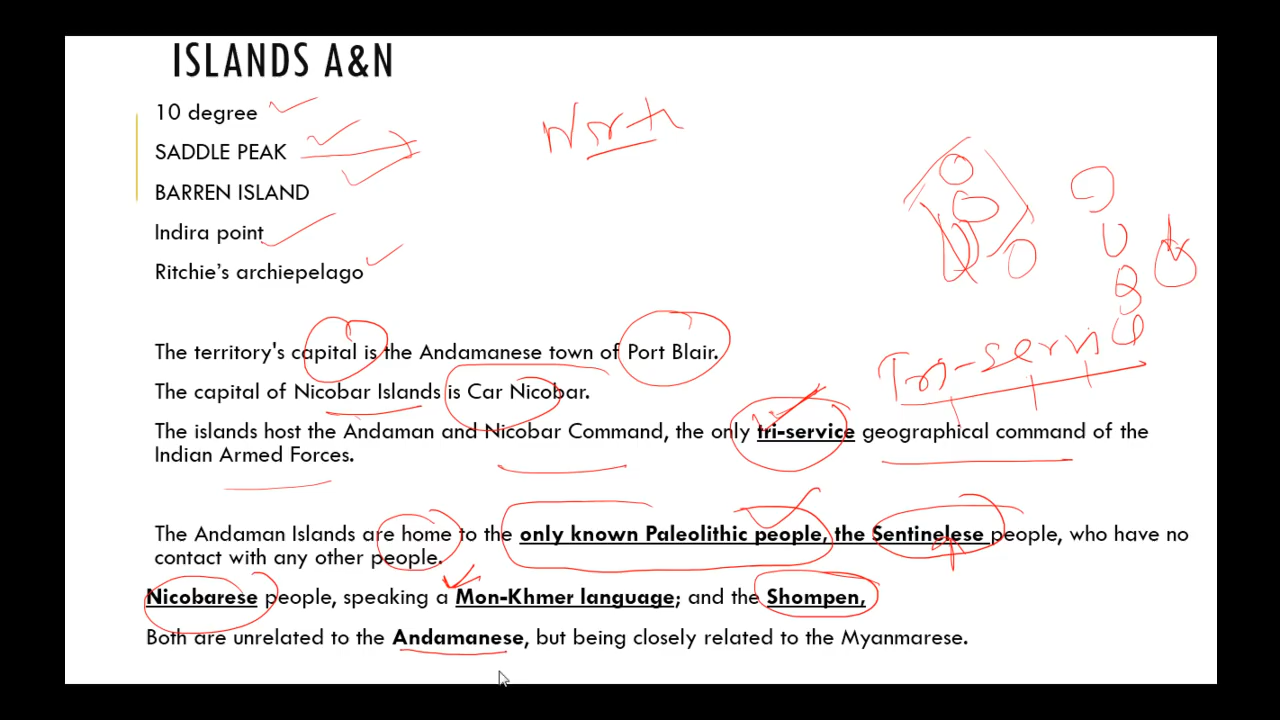 ISLANDS A&N
10 degree
North
SADDLE PEAK
BARREN ISLAND
Indira point
Ritchie's archiepelago
The territory's capital is the Andamanese town of Port Blair.
Tri-service
The capital of Nicobar Islands is Car Nicobar.
The islands host the Andaman and Nicobar Command, the only tri-service geographical command of the
Indian Armed Forces.
The Andaman Islands are home to the only known Paleolithic people, the Sentinelese people, who have no
contact with any other people.
Nicobarese people, speaking a Mon-Khmer language; and the Shompen,
Both are unrelated to the Andamanese, but being closely related to the Myanmarese.